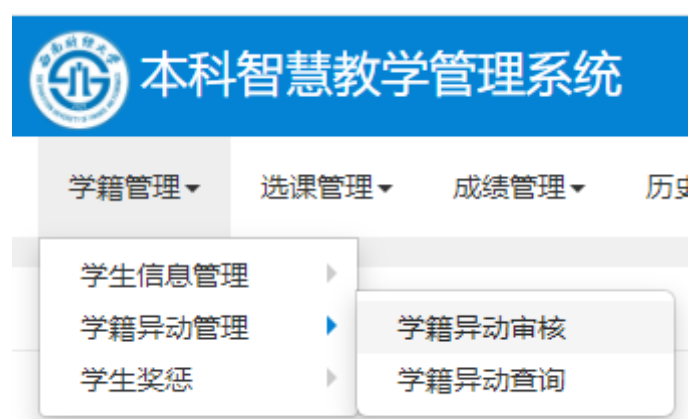 本科智慧教学管理系统
学籍管理 选课管理 成绩管理
学生信息管理
学籍异动管理 学籍异动审核
学生奖惩 学籍异动查询